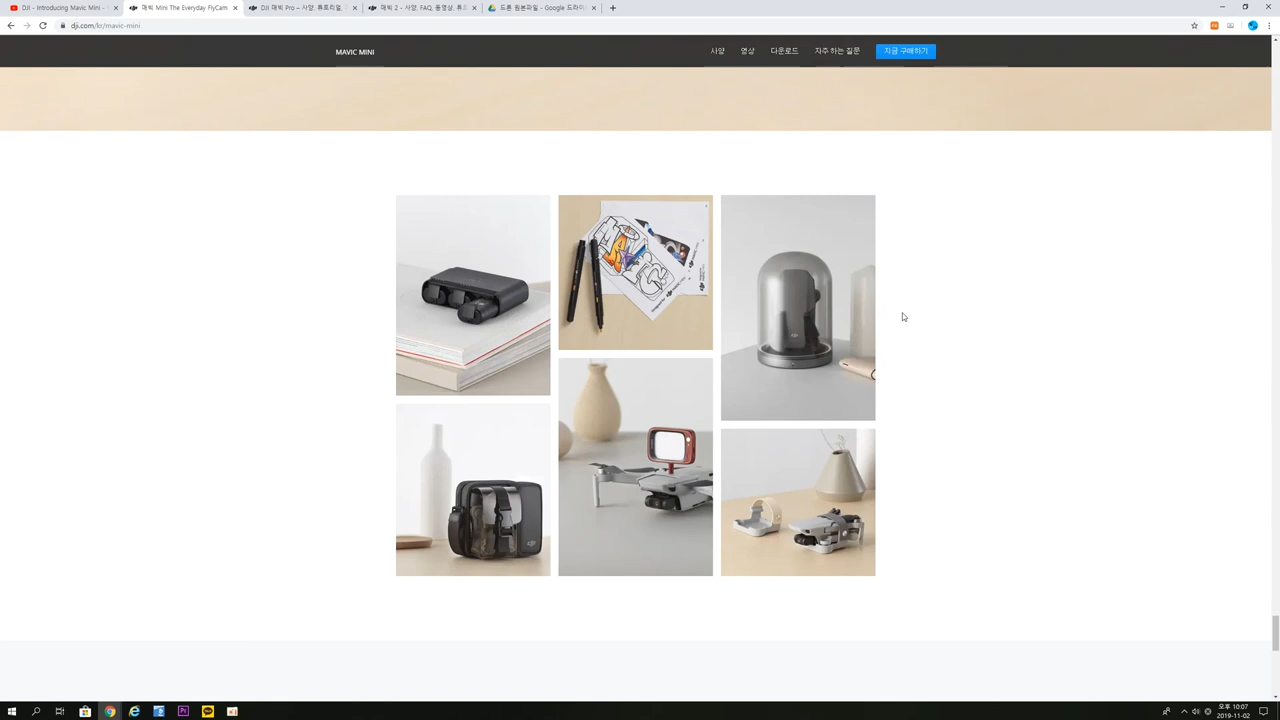 DJI - Introducing Mavic Mini -
매빅 Mini The Everyday FlyCam
DJI 매빅 Pro – 사양, 튜토리얼,
매빅 2 - 사양, FAQ, 동영상, 튜토
드론 원본파일 - Google 드라이
dji.com/kr/mavic-mini
MAVIC MINI
사양
영상
다운로드
자주 하는 질문
지금 구매하기
오후 10:07
2019-11-02